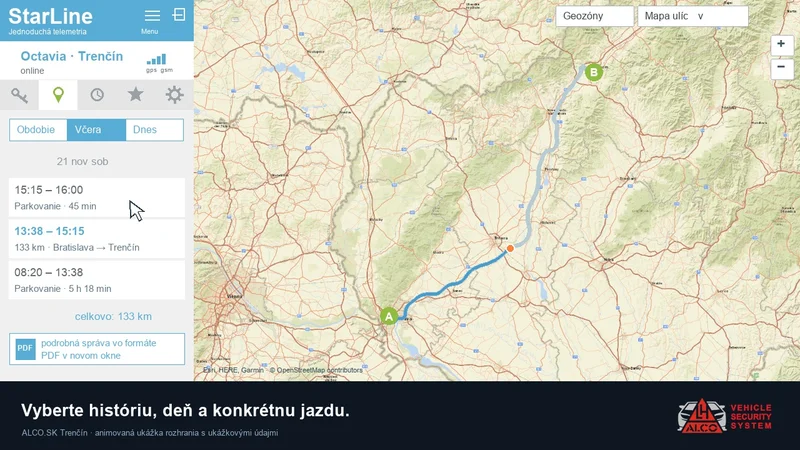 StarLine
Jednoduchá telemetria
Menu
Octavia · Trenčín
online
gps gsm
Obdobie
Včera
Dnes
21 nov sob
15:15 – 16:00
Parkovanie · 45 min
13:38 – 15:15
133 km · Bratislava → Trenčín
08:20 – 13:38
Parkovanie · 5 h 18 min
celkovo: 133 km
PDF
podrobná správa vo formáte
PDF v novom okne
Geozóny
Mapa ulíc v
+
−
B
A
Esri, HERE, Garmin · © OpenStreetMap contributors
Vyberte históriu, deň a konkrétnu jazdu.
ALCO.SK Trenčín · animovaná ukážka rozhrania s ukážkovými údajmi
ALCO
VEHICLE
SECURITY
SYSTEM